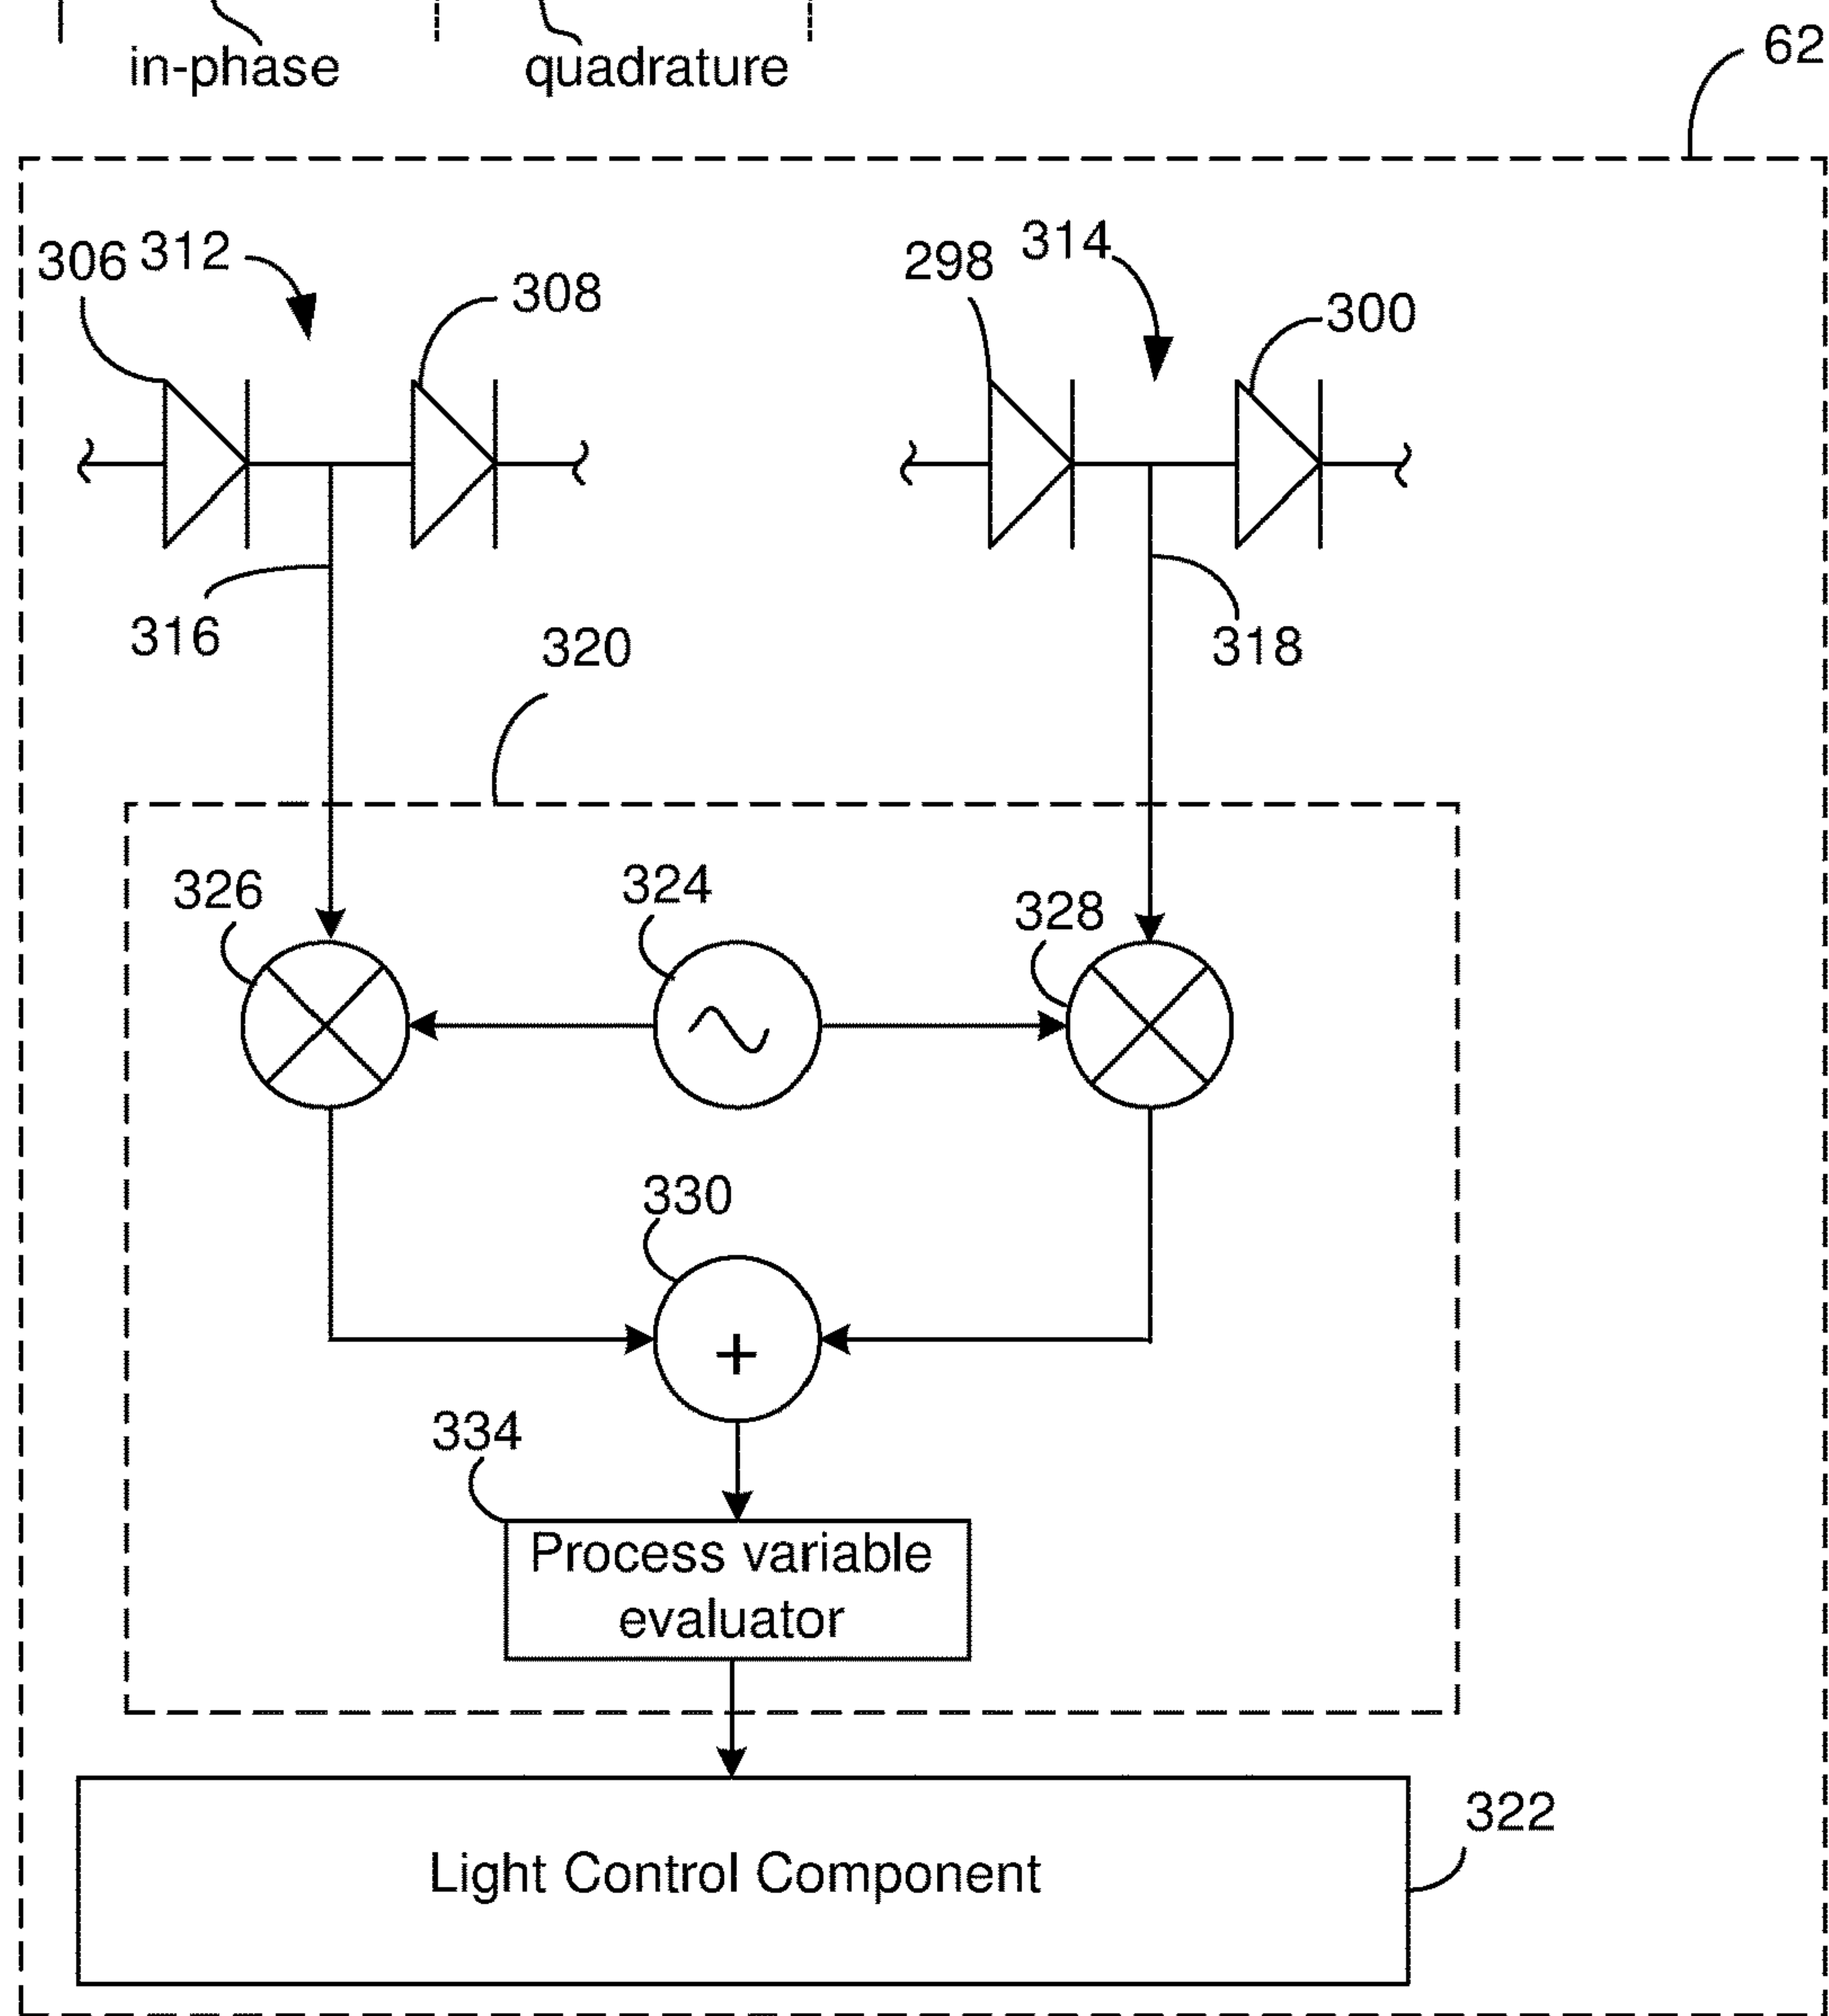 in-phase quadrature
62
306 312 308 298 314 300
316 318
320
326 324 328
330
+
334
Process variable
evaluator
322
Light Control Component